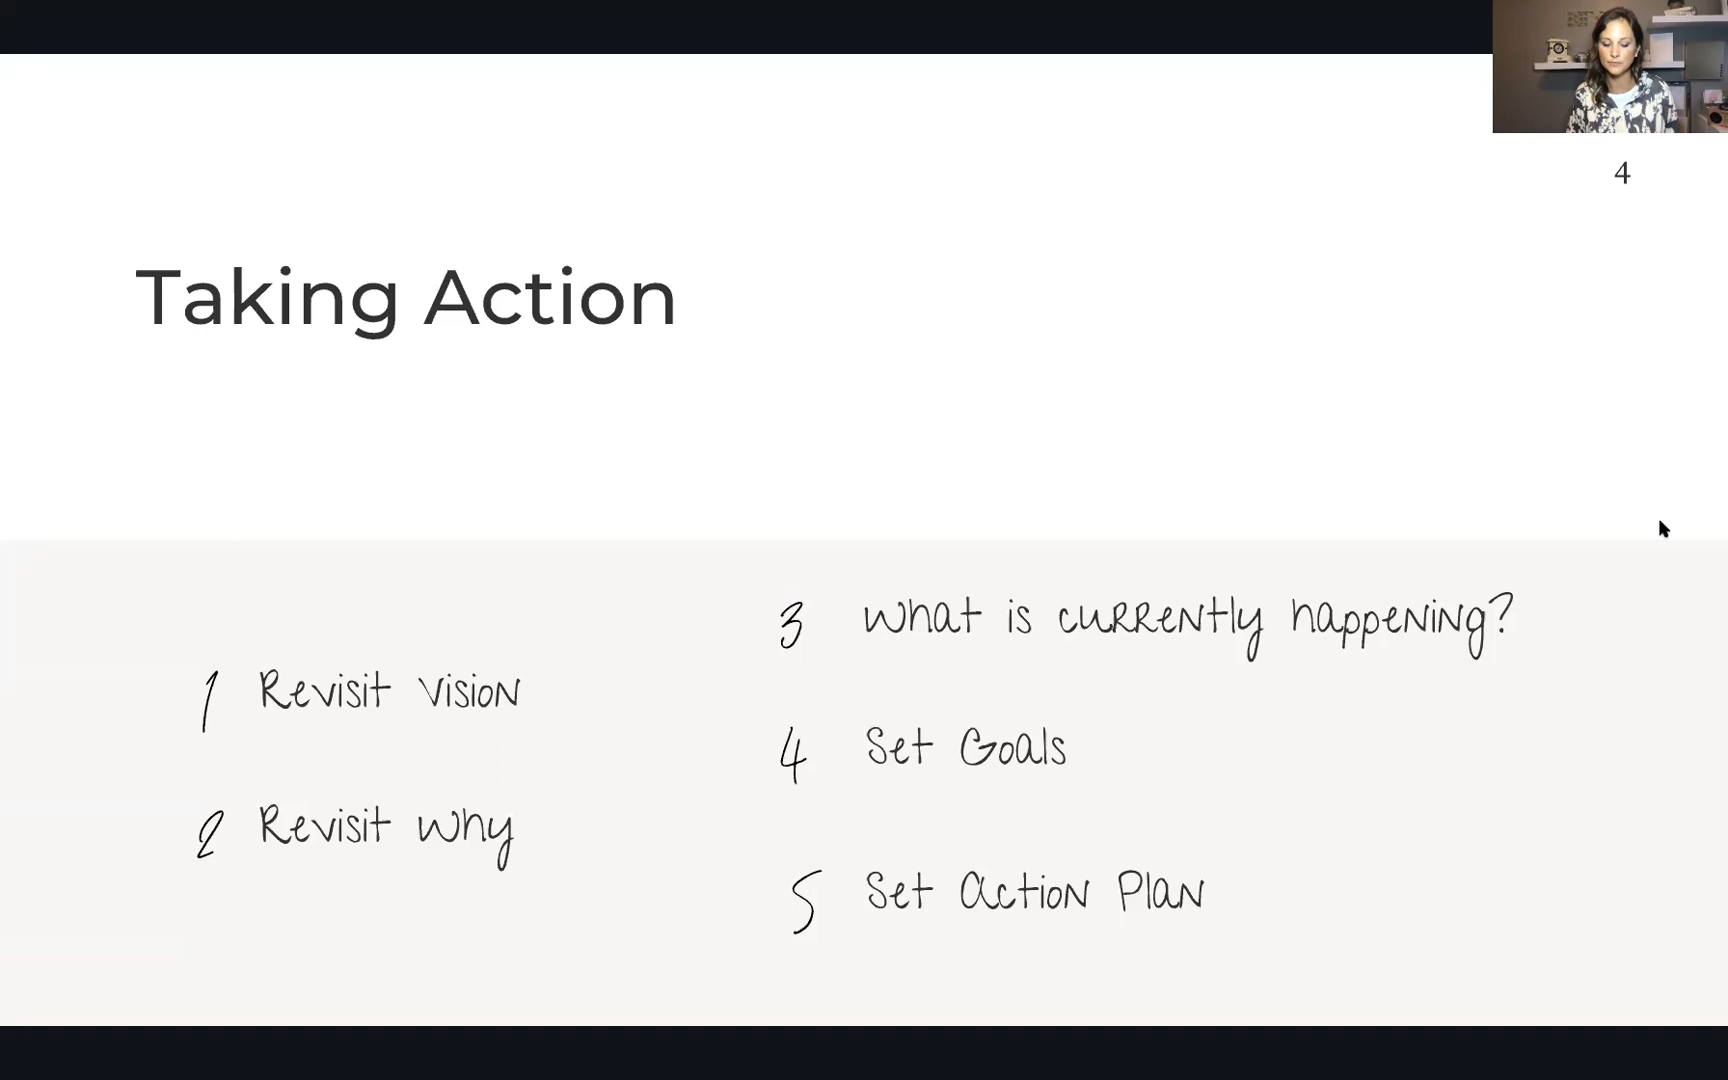 4
Taking Action
1 Revisit Vision
2 Revisit Why
3 What is currently happening?
4 Set Goals
5 Set Action Plan